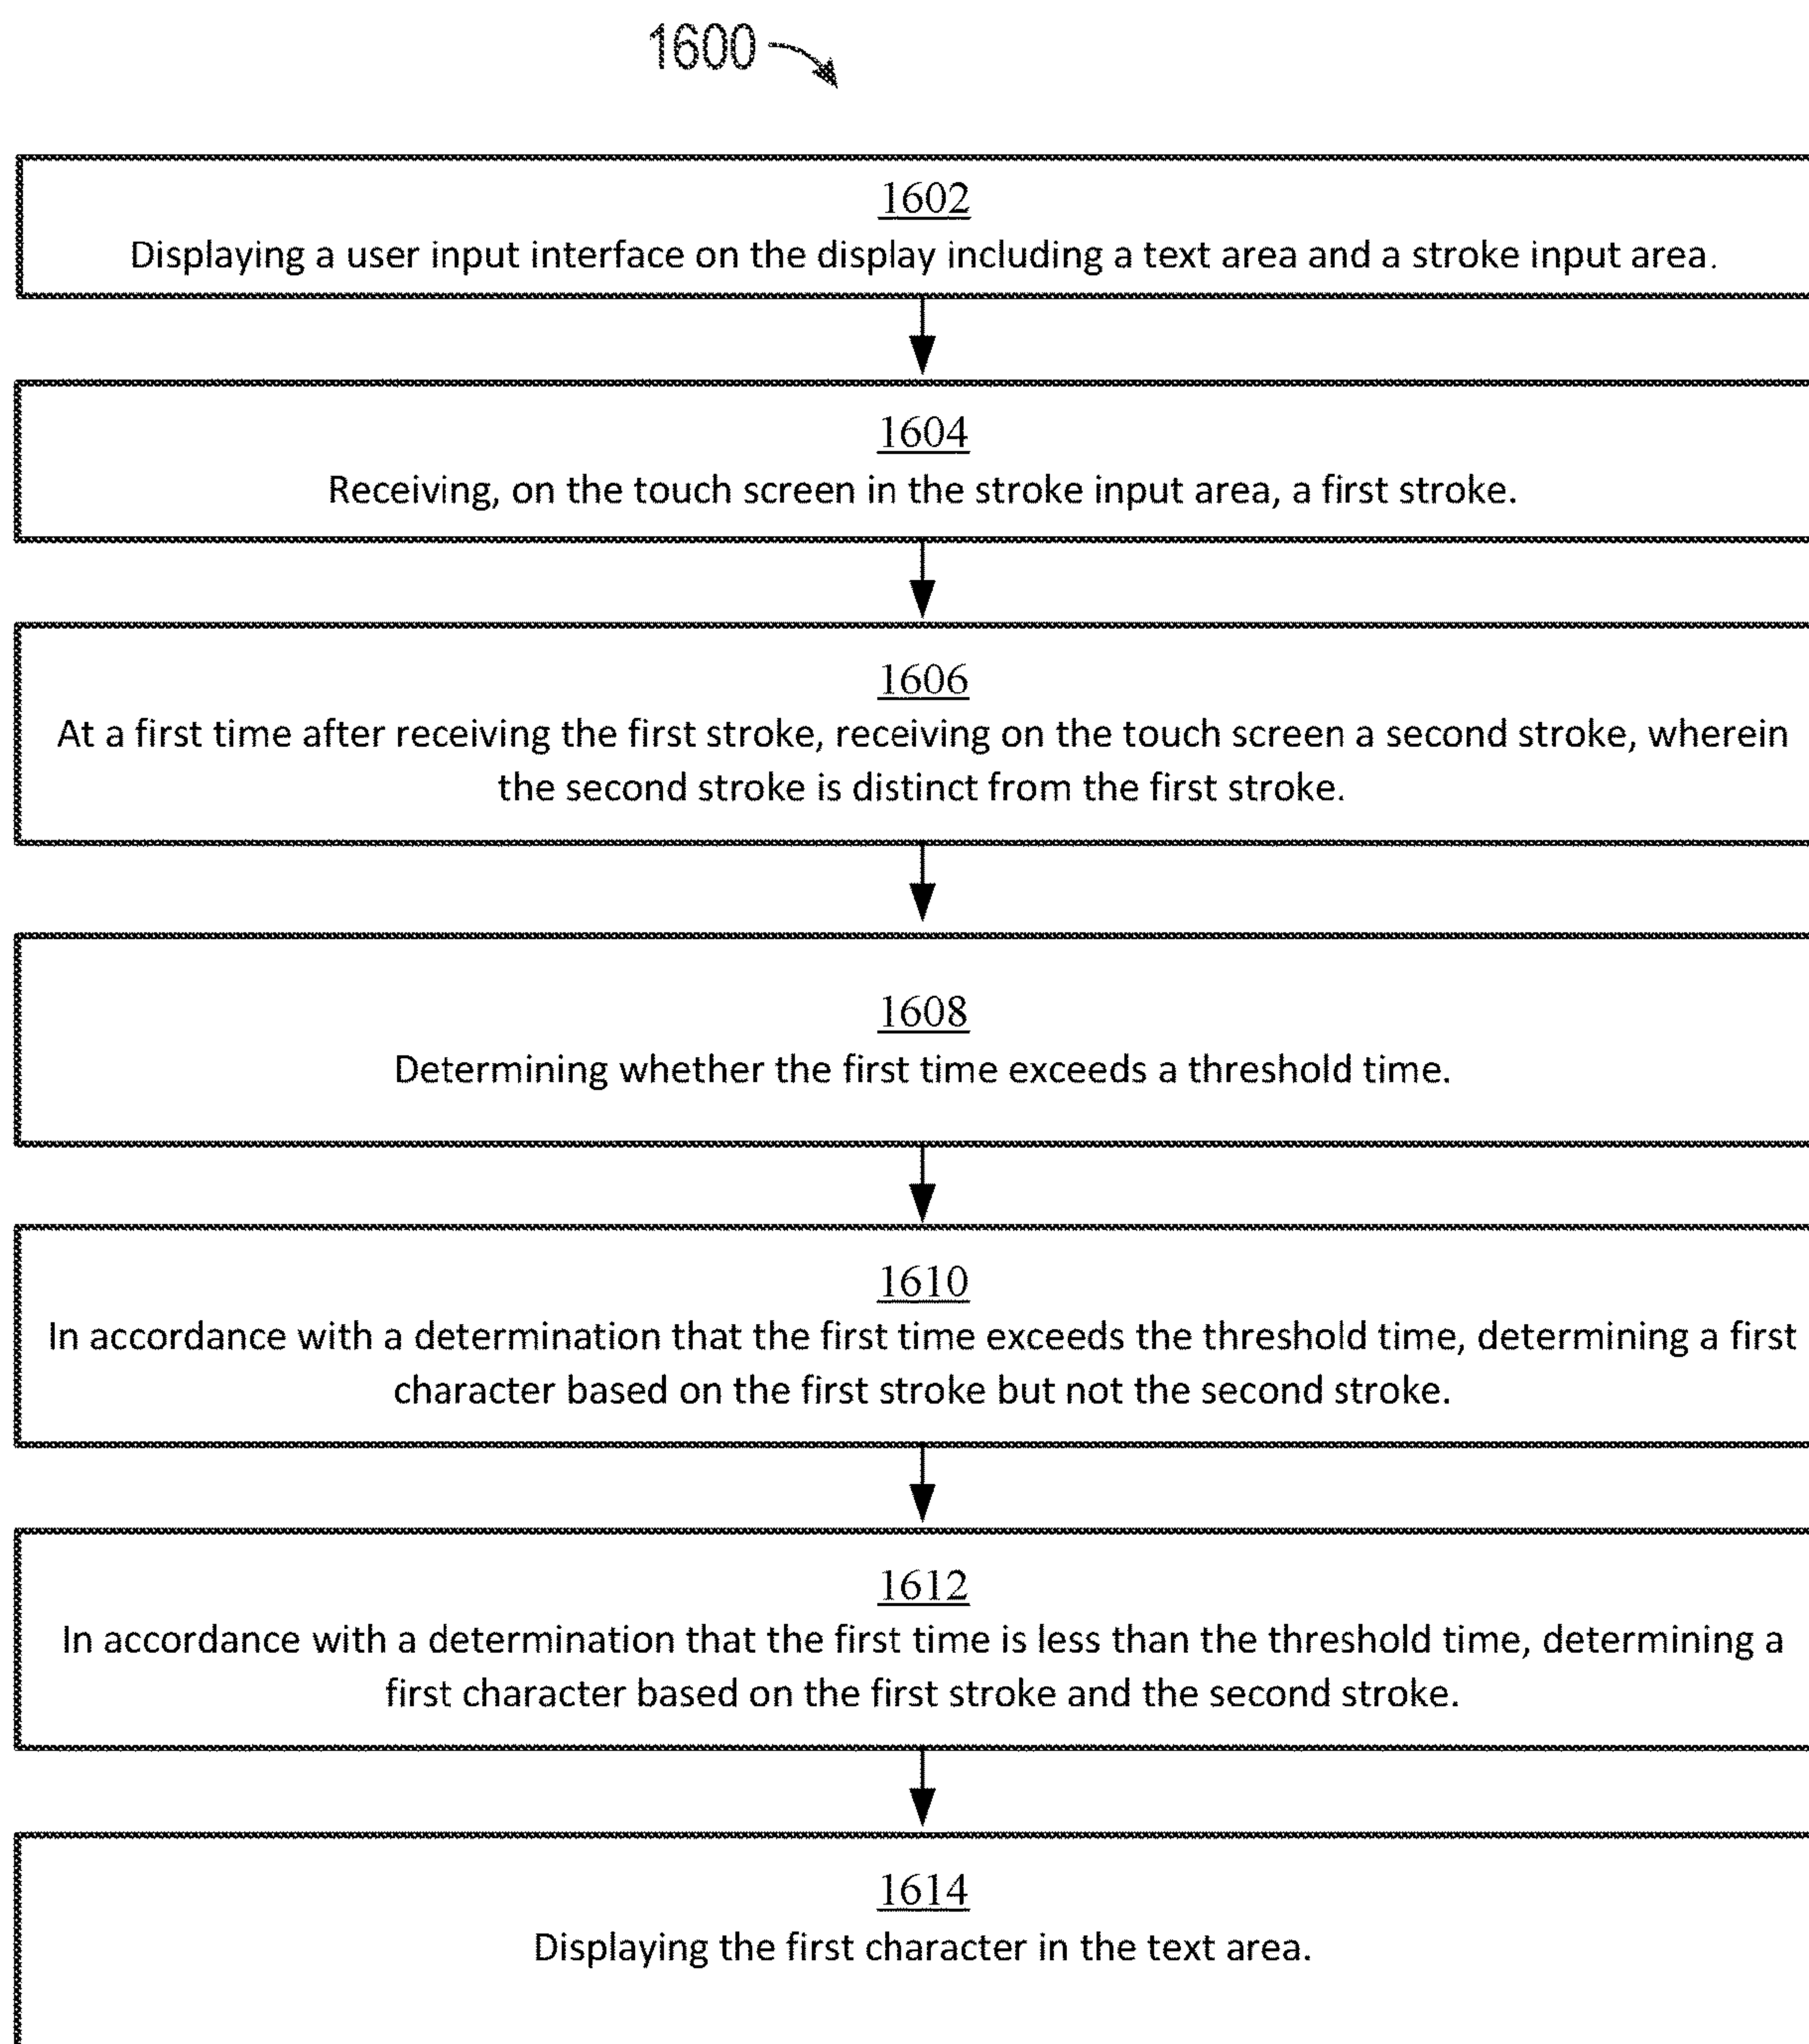 1600
1602
Displaying a user input interface on the display including a text area and a stroke input area.
1604
Receiving, on the touch screen in the stroke input area, a first stroke.
1606
At a first time after receiving the first stroke, receiving on the touch screen a second stroke, wherein
the second stroke is distinct from the first stroke.
1608
Determining whether the first time exceeds a threshold time.
1610
In accordance with a determination that the first time exceeds the threshold time, determining a first
character based on the first stroke but not the second stroke.
1612
In accordance with a determination that the first time is less than the threshold time, determining a
first character based on the first stroke and the second stroke.
1614
Displaying the first character in the text area.